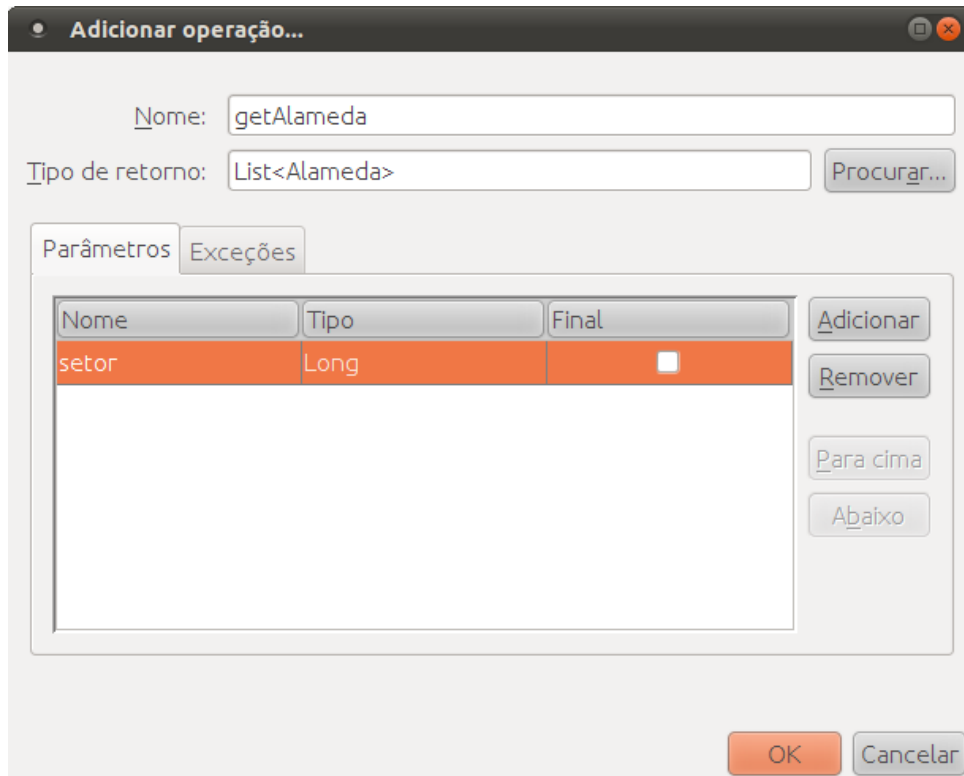 Adicionar operação...
Nome: getAlameda
Tipo de retorno: List<Alameda> Procurar...
Parâmetros Exceções
Nome Tipo Final Adicionar
setor Long Remover
Para cima
Abaixo
OK Cancelar